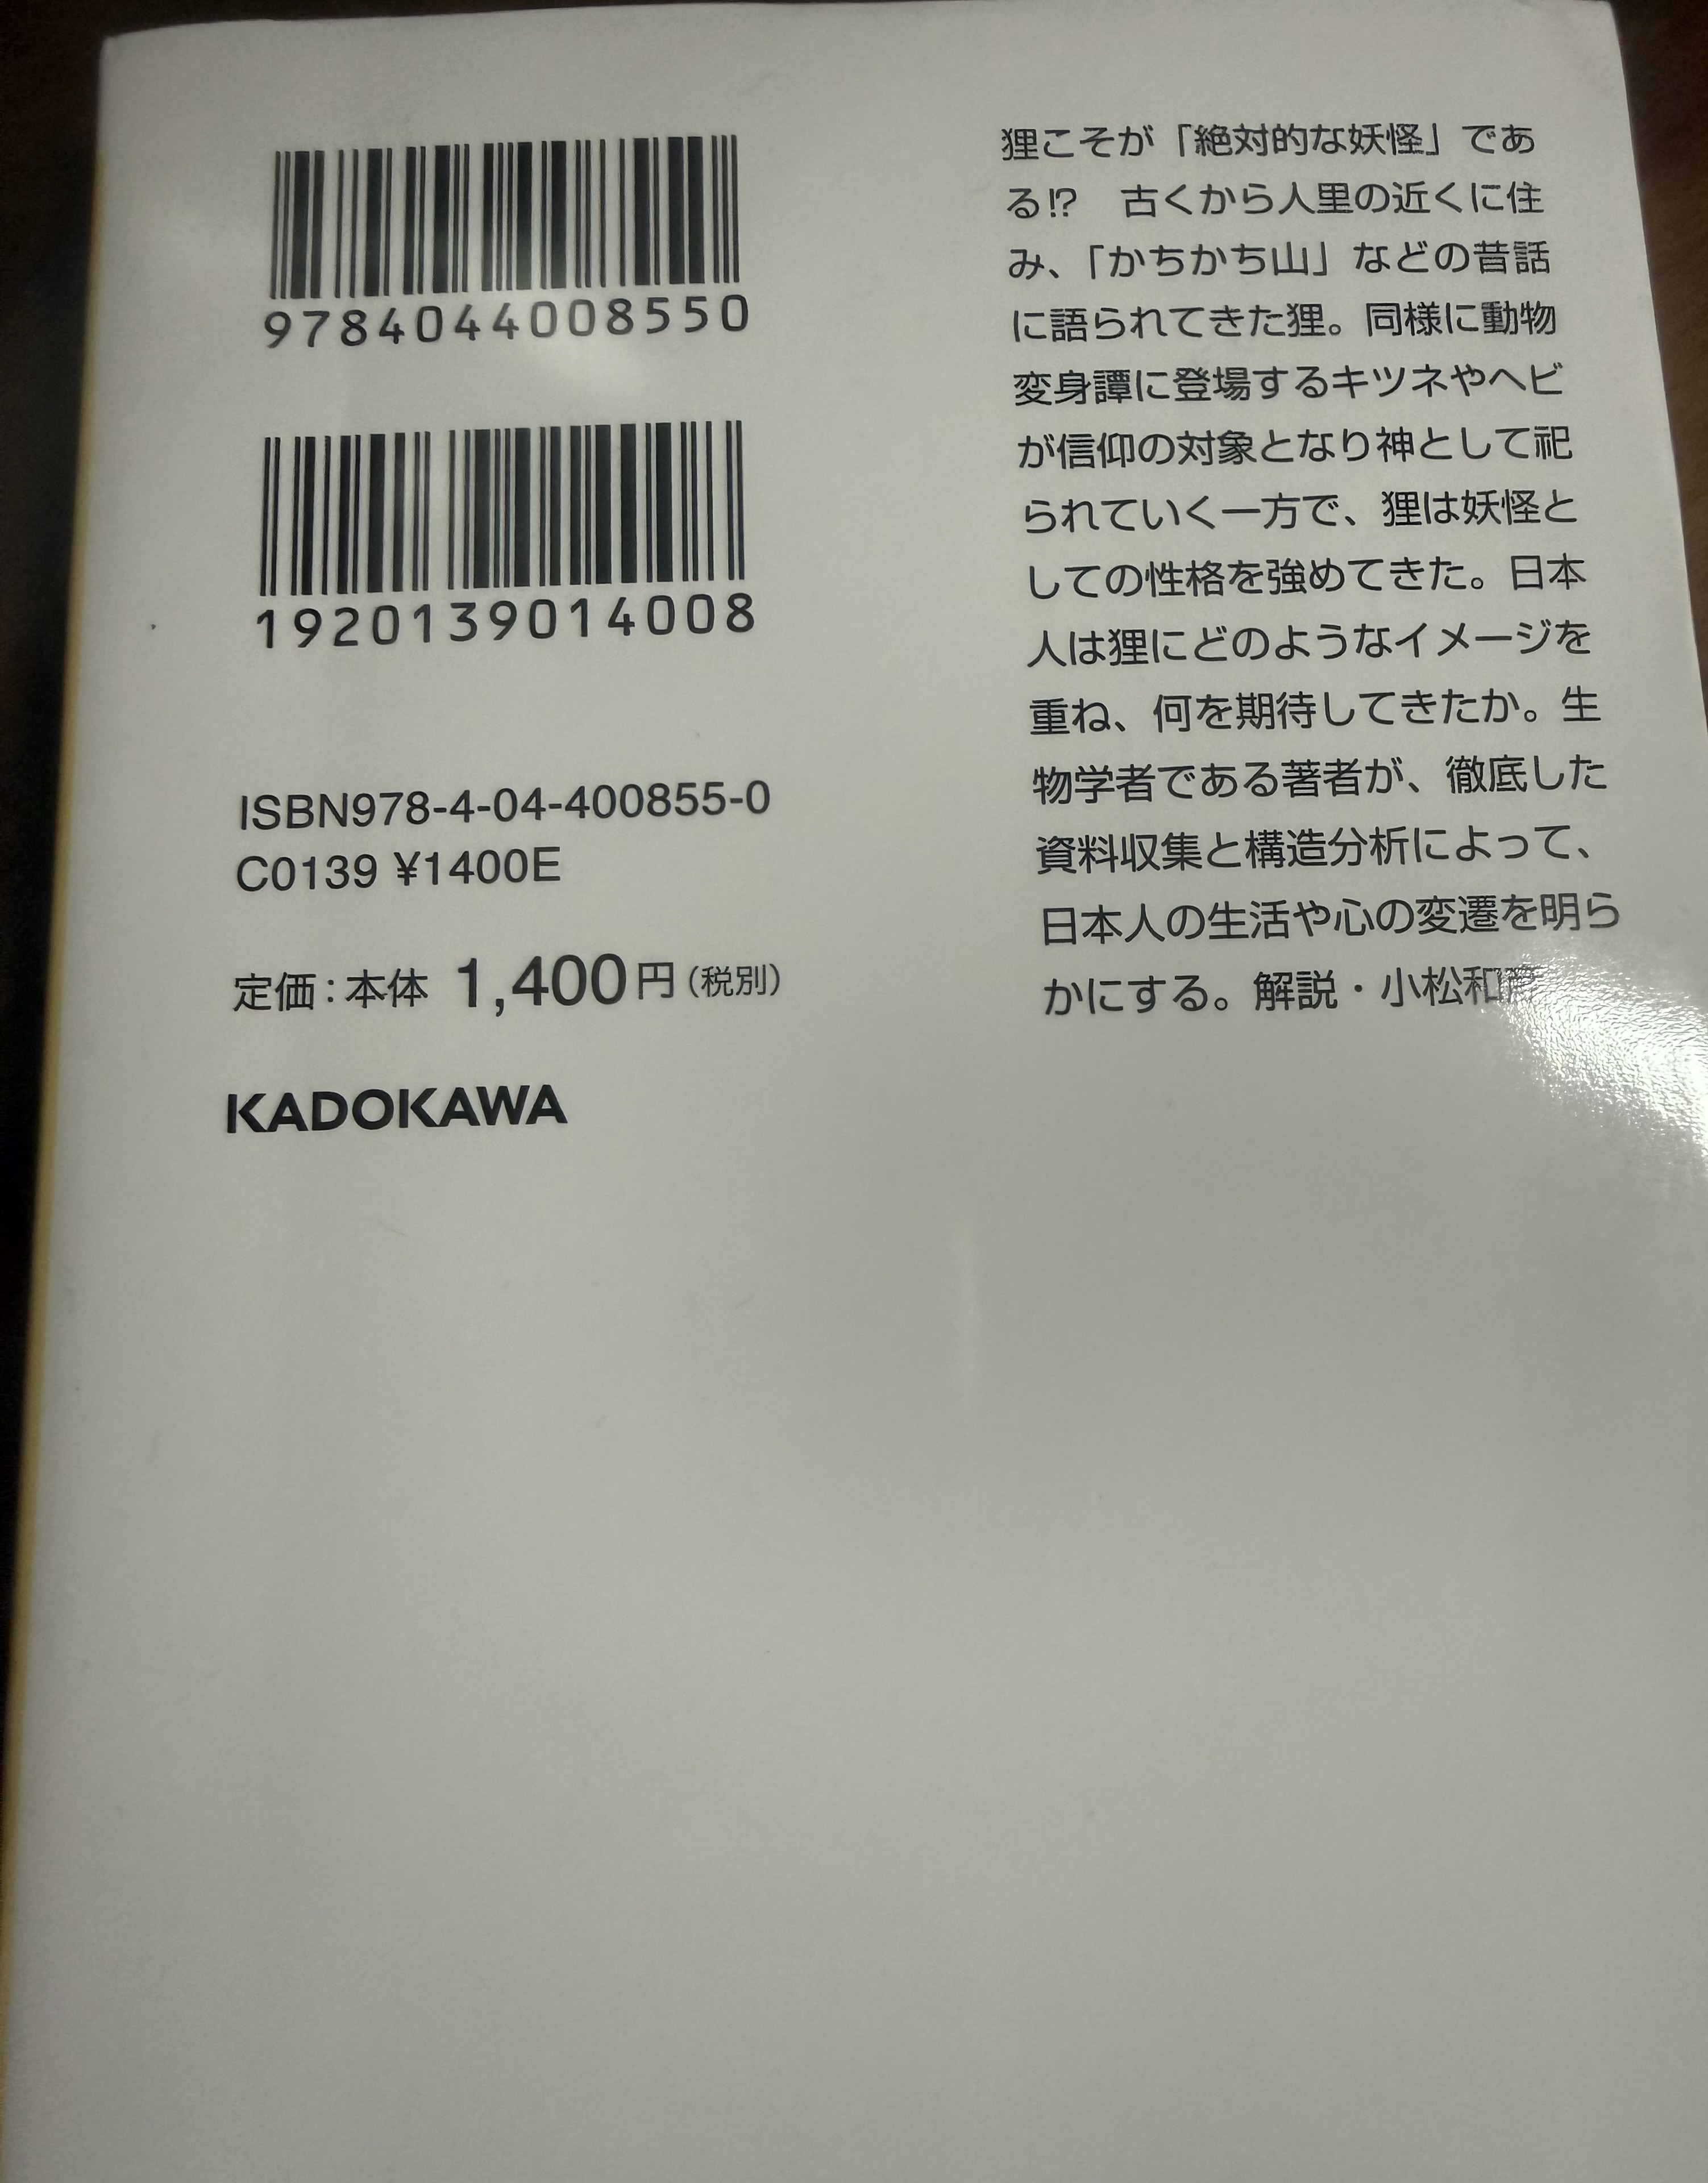 9784044008550
1920139014008
ISBN978-4-04-400855-0
C0139 ¥1400E
定価:本体 1,400円(税別)
KADOKAWA
狸こそが「絶対的な妖怪」であ
る!? 古くから人里の近くに住
み、「かちかち山」などの昔話
に語られてきた狸。同様に動物
変身譚に登場するキツネやヘビ
が信仰の対象となり神として祀
られていく一方で、狸は妖怪と
しての性格を強めてきた。日本
人は狸にどのようなイメージを
重ね、何を期待してきたか。生
物学者である著者が、徹底した
資料収集と構造分析によって、
日本人の生活や心の変遷を明ら
かにする。解説・小松和